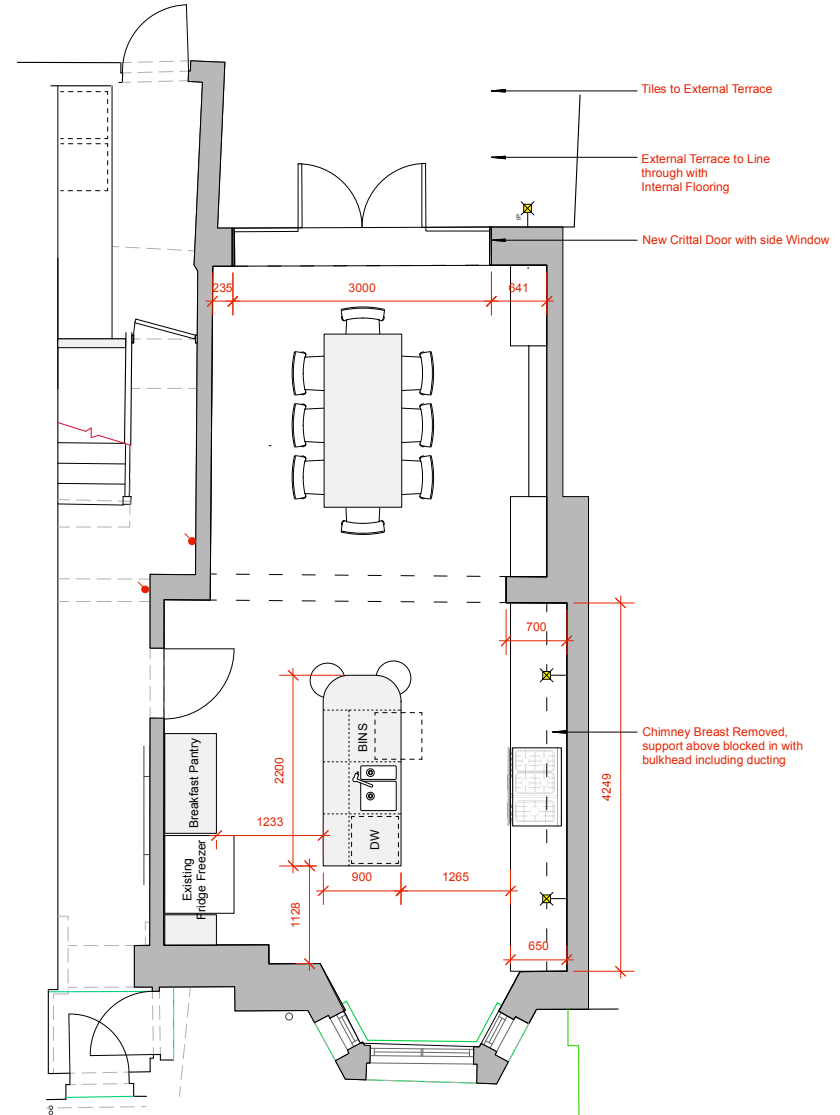 Tiles to External Terrace
External Terrace to Line
through with
Internal Flooring
IP
New Crittal Door with side Window
235
3000
641
700
BINS
Chimney Breast Removed,
support above blocked in with
bulkhead including ducting
Breakfast Pantry
2200
4249
1233
DW
Existing
Fridge Freezer
900
1265
1128
650